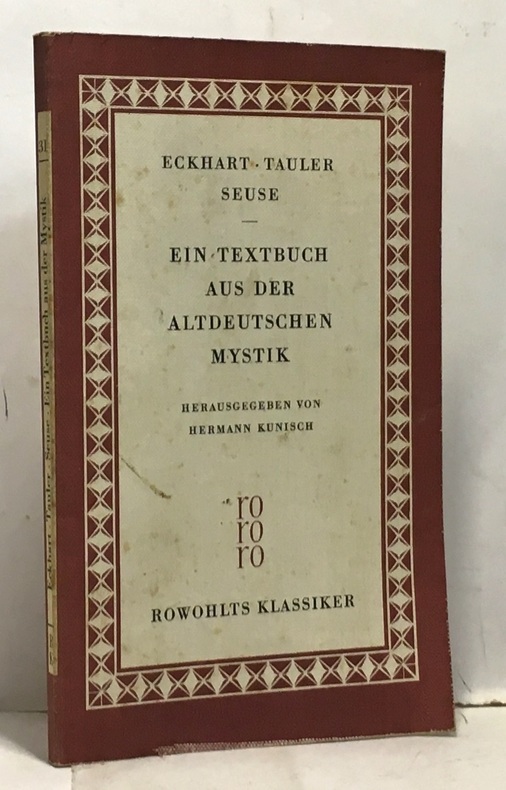 ECKHART · TAULER
SEUSE
EIN TEXTBUCH
AUS DER
ALTDEUTSCHEN
MYSTIK
HERAUSGEGEBEN VON
HERMANN KUNISCH
ro
ro
ro
ROWOHLTS KLASSIKER
31
Eckhart · Tauler · Seuse · Ein Textbuch aus der Mystik